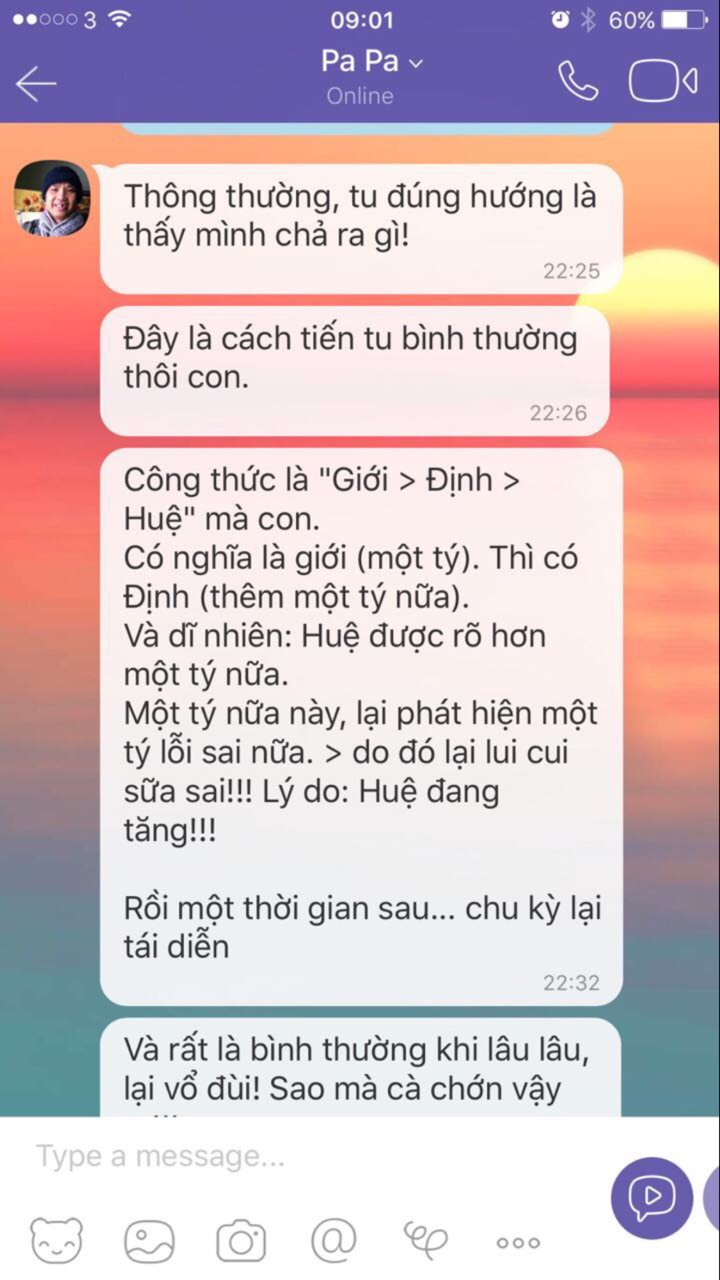 3
09:01
60%
Pa Pa
Online
Thông thường, tu đúng hướng là
thấy mình chả ra gì!
22:25
Đây là cách tiến tu bình thường
thôi con.
22:26
Công thức là "Giới > Định >
Huệ" mà con.
Có nghĩa là giới (một tý). Thì có
Định (thêm một tý nữa).
Và dĩ nhiên: Huệ được rõ hơn
một tý nữa.
Một tý nữa này, lại phát hiện một
tý lỗi sai nữa. > do đó lại lui cui
sữa sai!!! Lý do: Huệ đang
tăng!!!
Rồi một thời gian sau... chu kỳ lại
tái diễn
22:32
Và rất là bình thường khi lâu lâu,
lại vổ đùi! Sao mà cà chớn vậy
Type a message...